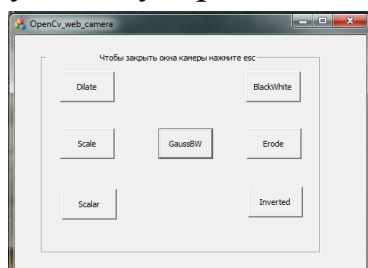 OpenCv_web_camera
Чтобы закрыть окна камеры нажмите esc
Dilate
BlackWhite
Scale
GaussBW
Erode
Scalar
Inverted